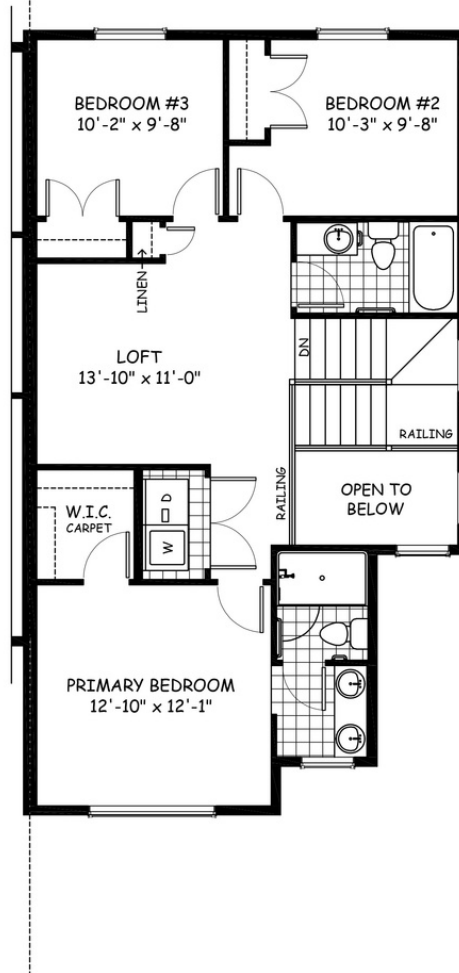 BEDROOM #3
10'-2" x 9'-8"
BEDROOM #2
10'-3" x 9'-8"
LINEN
LOFT
13'-10" x 11'-0"
DN
RAILING
RAILING
OPEN TO
BELOW
W.I.C.
CARPET
D
W
PRIMARY BEDROOM
12'-10" x 12'-1"